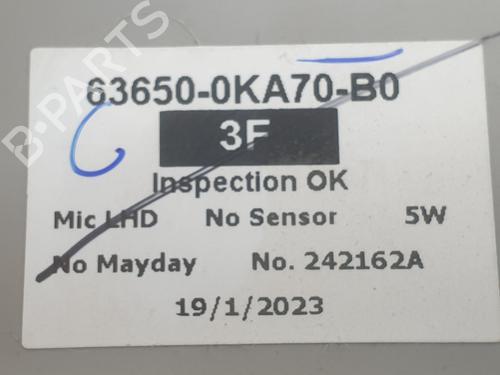 B-PARTS
63650-0KA70-B0
3F
Inspection OK
Mic LHD No Sensor 5W
No Mayday No. 242162A
19/1/2023